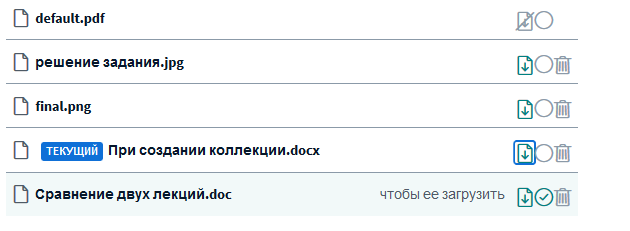 default.pdf
решение задания.jpg
final.png
ТЕКУЩИЙ При создании коллекции.docx
Сравнение двух лекций.doc чтобы ее загрузить